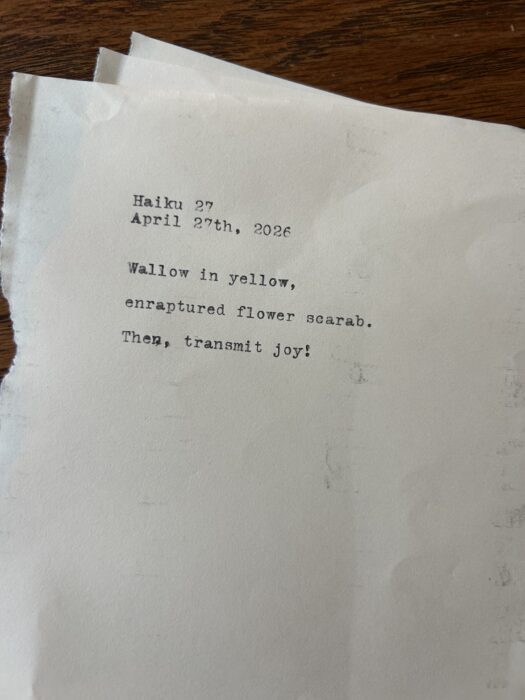 Haiku 27
April 27th, 2026
Wallow in yellow,
enraptured flower scarab.
Then, transmit joy!